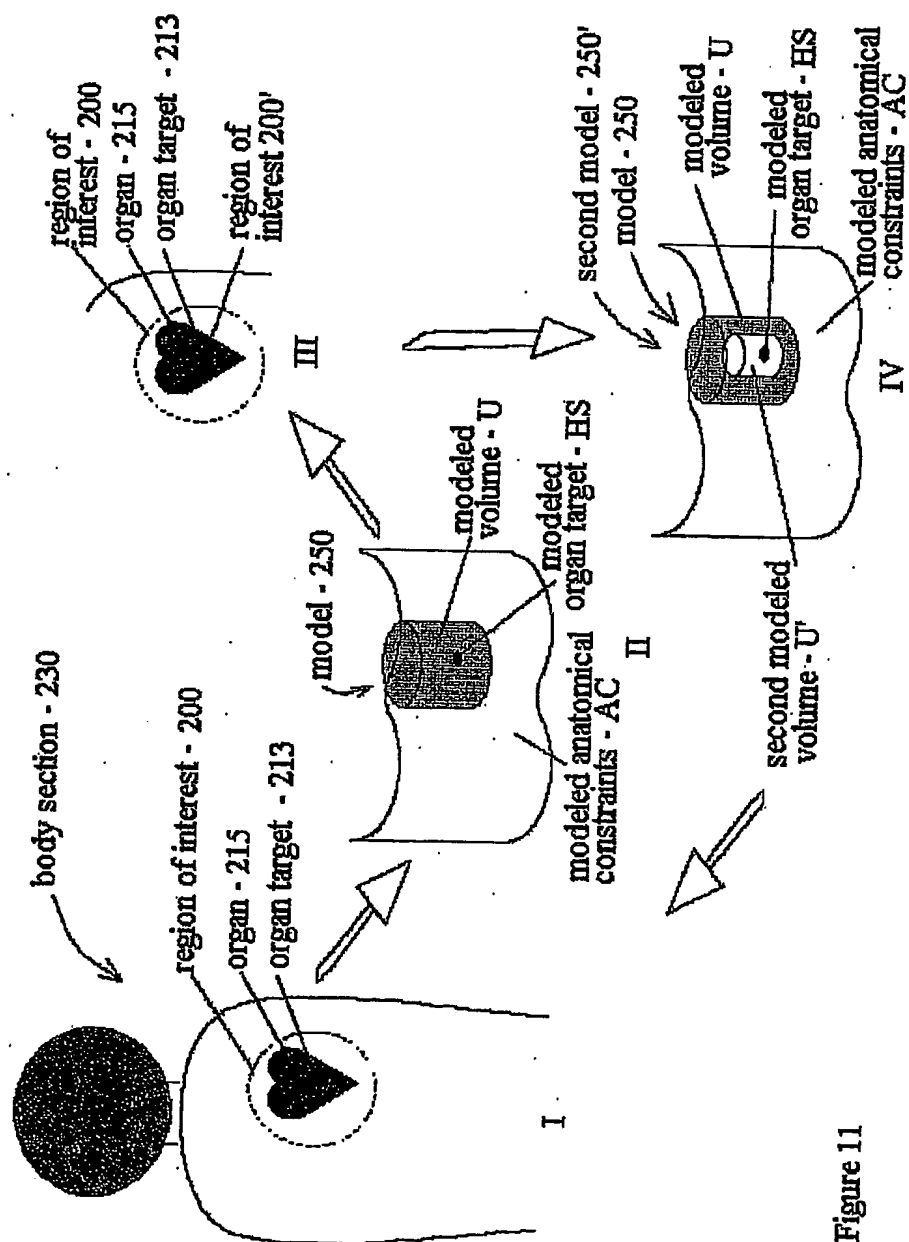 body section - 230
region of interest - 200
organ - 215
organ target - 213
I
model - 250
modeled
volume - U
modeled
organ target - HS
modeled anatomical
constraints - AC
II
region of
interest - 200
organ - 215
organ target - 213
region of
interest 200'
III
second model - 250'
model - 250
modeled
volume - U
modeled
organ target - HS
modeled anatomical
constraints - AC
second modeled
volume - U'
IV
Figure 11